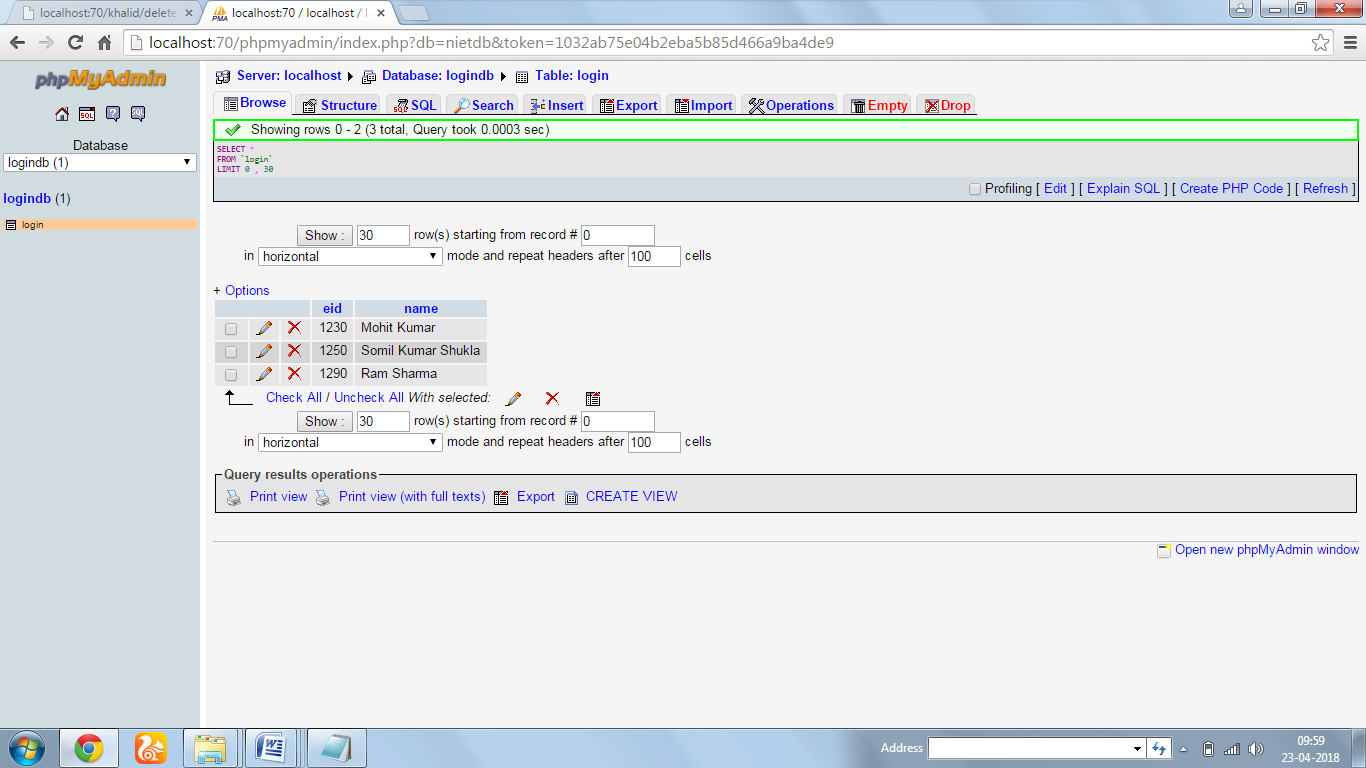 localhost:70/khalid/delete
localhost:70 / localhost /
localhost:70/phpmyadmin/index.php?db=nietdb&token=1032ab75e04b2eba5b85d466a9ba4de9
phpMyAdmin
Server: localhost Database: logindb Table: login
Browse Structure SQL Search Insert Export Import Operations Empty Drop
SQL
Database
logindb (1)
logindb (1)
login
Showing rows 0 - 2 (3 total, Query took 0.0003 sec)
SELECT *
FROM `login`
LIMIT 0 , 30
Profiling [ Edit ] [ Explain SQL ] [ Create PHP Code ] [ Refresh ]
Show : 30 row(s) starting from record # 0
in horizontal mode and repeat headers after 100 cells
+ Options
eid name
1230 Mohit Kumar
1250 Somil Kumar Shukla
1290 Ram Sharma
Check All / Uncheck All With selected:
Show : 30 row(s) starting from record # 0
in horizontal mode and repeat headers after 100 cells
Query results operations
Print view Print view (with full texts) Export CREATE VIEW
Open new phpMyAdmin window
Address
09:59
23-04-2018